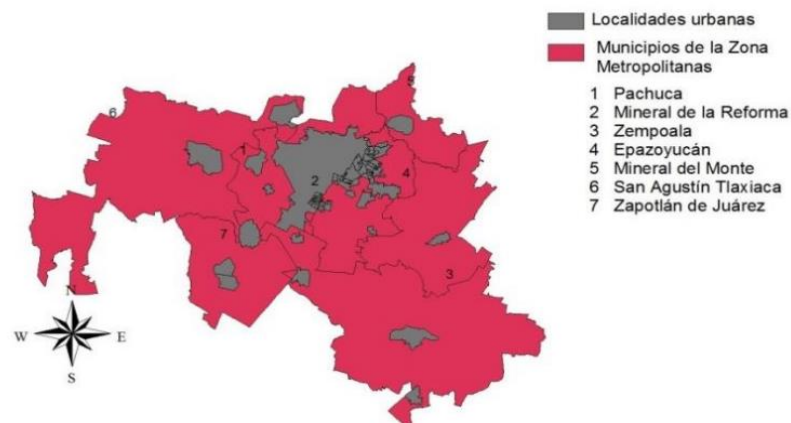 Localidades urbanas
Municipios de la Zona
Metropolitanas
1 Pachuca
2 Mineral de la Reforma
3 Zempoala
4 Epazoyucán
5 Mineral del Monte
6 San Agustín Tlaxiaca
7 Zapotlán de Juárez
5
6
1
4
2
7
3
N
W E
S